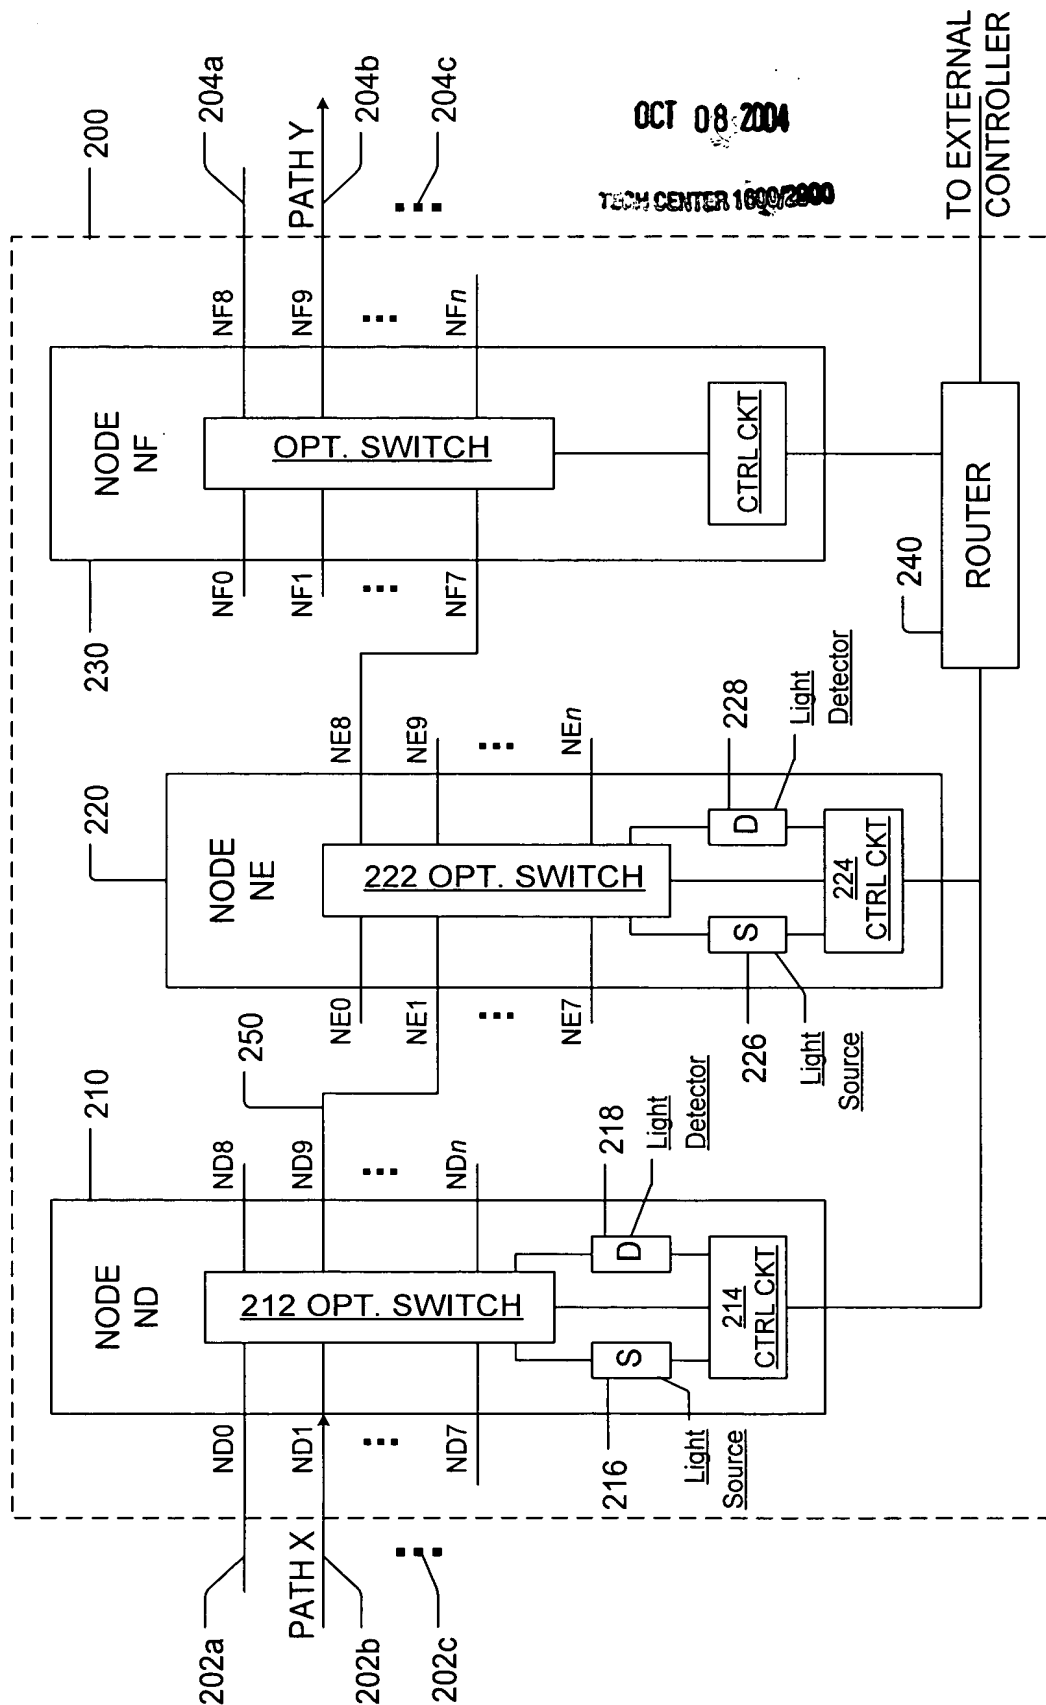 200
204a
PATH Y
204b
204c
OCT 08 2004
TECH CENTER 1600/2900
NODE
NF
230
NF0
NF1
...
NF7
OPT. SWITCH
NF8
NF9
...
NFn
CTRL CKT
TO EXTERNAL
CONTROLLER
240
ROUTER
220
NODE
NE
NE0
NE1
...
NE7
222 OPT. SWITCH
NE8
NE9
...
NEn
S
226
Light
Source
D
228
Light
Detector
224
CTRL CKT
250
210
NODE
ND
ND0
ND1
...
ND7
212 OPT. SWITCH
ND8
ND9
...
NDn
S
216
Light
Source
D
218
Light
Detector
214
CTRL CKT
202a
PATH X
202b
...
202c